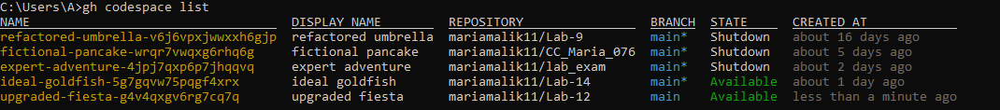 C:\Users\A>gh codespace list
NAME DISPLAY NAME REPOSITORY BRANCH STATE CREATED AT
refactored-umbrella-v6j6vpxjwwxxh6gjp refactored umbrella mariamalik11/Lab-9 main* Shutdown about 16 days ago
fictional-pancake-wrqr7vwqxg6rhq6g fictional pancake mariamalik11/CC_Maria_076 main* Shutdown about 5 days ago
expert-adventure-4jpj7qxp6p7jhqqvq expert adventure mariamalik11/lab_exam main* Shutdown about 2 days ago
ideal-goldfish-5g7gqvw75pqgf4xrx ideal goldfish mariamalik11/Lab-14 main* Available about 1 day ago
upgraded-fiesta-g4v4qxgv6rg7cq7q upgraded fiesta mariamalik11/Lab-12 main Available less than a minute ago